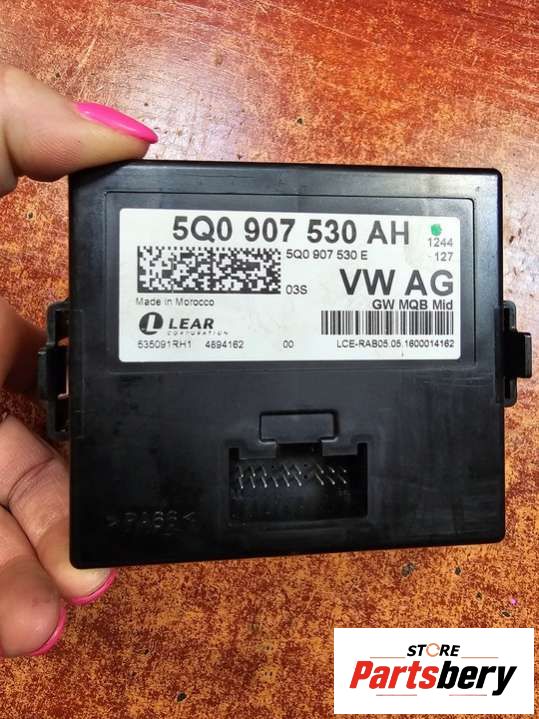 5Q0 907 530 AH
1244
5Q0 907 530 E
127
03S
VW AG
Made in Morocco
GW MQB Mid
LEAR
CORPORATION
535091RH1 4894162 00 LCE-RAB05.05.1600014162
>PA66<
STORE
Partsbery